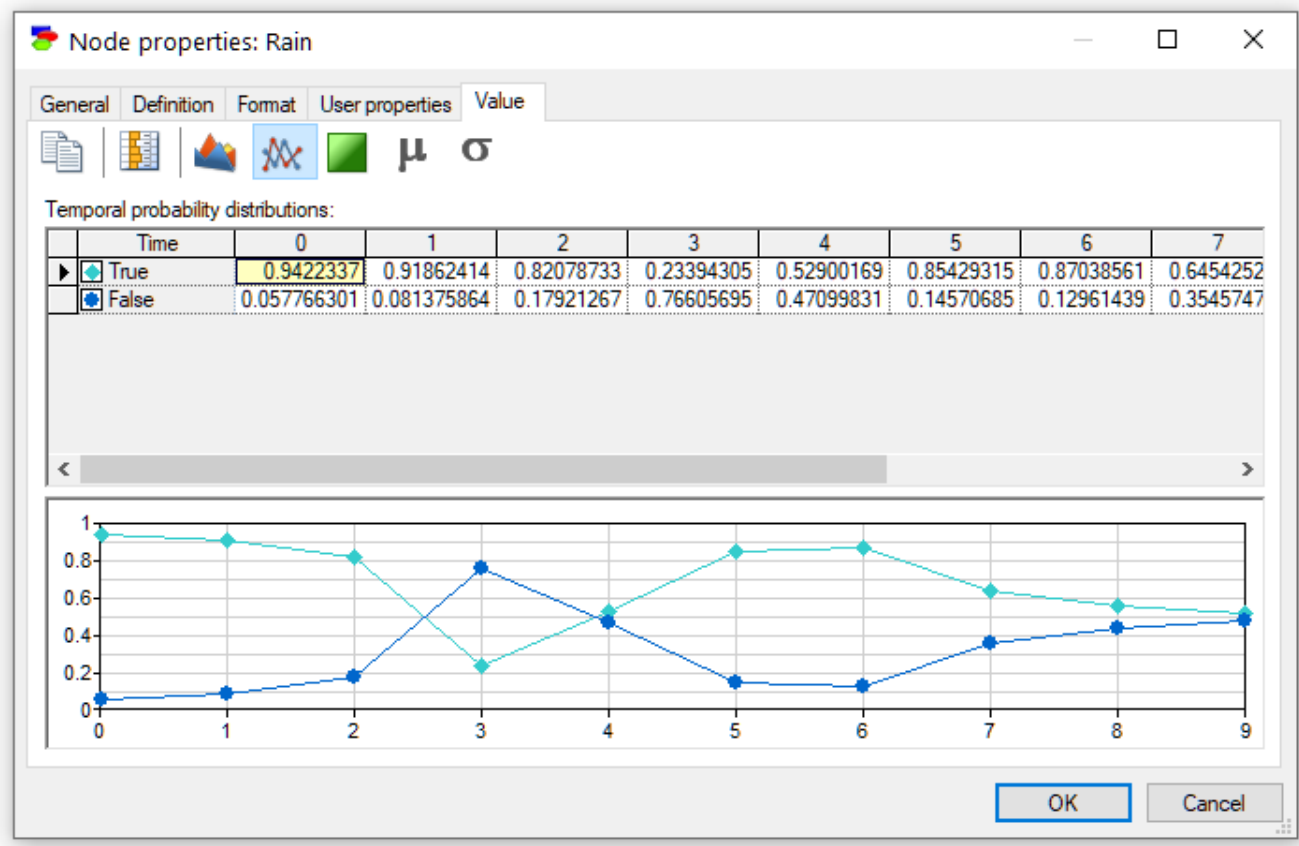 Node properties: Rain
General Definition Format User properties Value
μ σ
Temporal probability distributions:
Time 0 1 2 3 4 5 6 7
True 0.9422337 0.91862414 0.82078733 0.23394305 0.52900169 0.85429315 0.87038561 0.6454252
False 0.057766301 0.081375864 0.17921267 0.76605695 0.47099831 0.14570685 0.12961439 0.3545747
1
0.8
0.6
0.4
0.2
0
0 1 2 3 4 5 6 7 8 9
OK Cancel